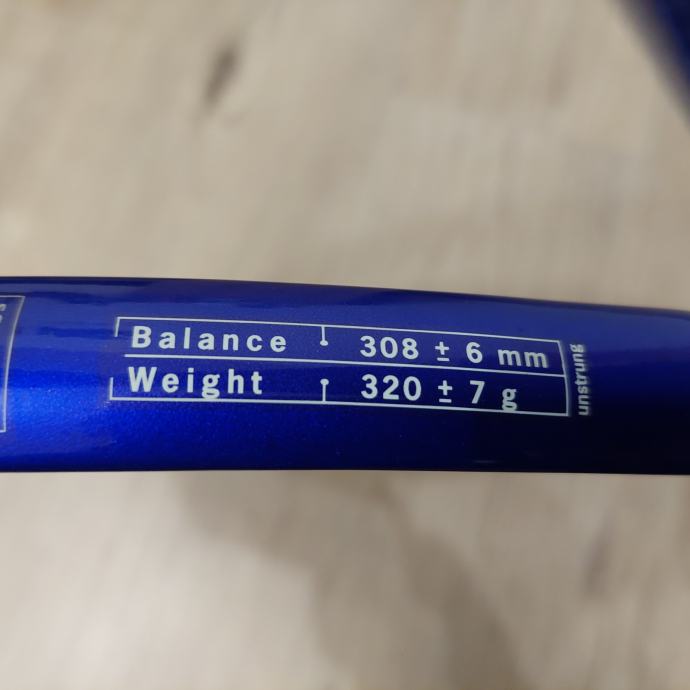 Balance 308 ± 6 mm
Weight 320 ± 7 g
unstrung